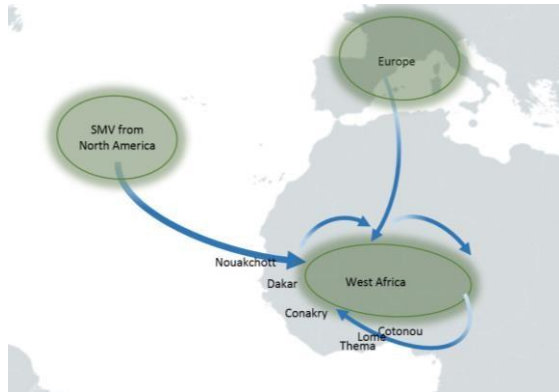 Europe
SMV from
North America
Nouakchott
West Africa
Dakar
Conakry
Cotonou
Lome
Thema